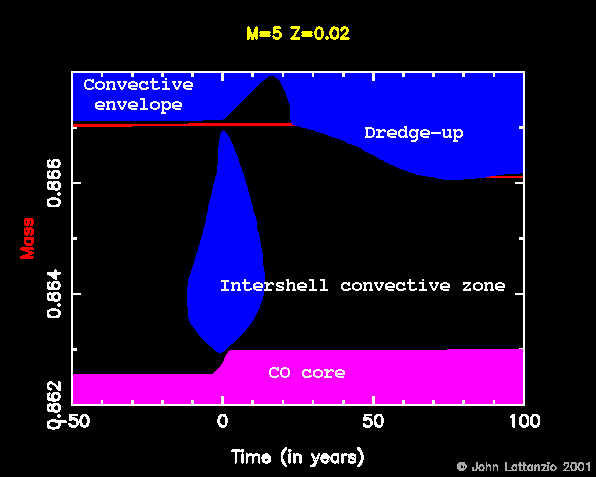 M=5 Z=0.02
Convective
envelope
Dredge-up
0.866
Mass
0.864
Intershell convective zone
CO core
0.862
-50 0 50 100
Time (in years)
© John Lattanzio 2001